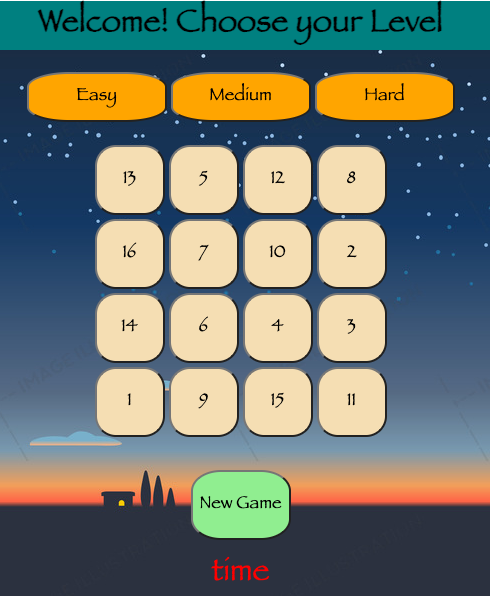 Welcome! Choose your Level
Easy Medium Hard
13 5 12 8
16 7 10 2
14 6 4 3
1 9 15 11
New Game
time